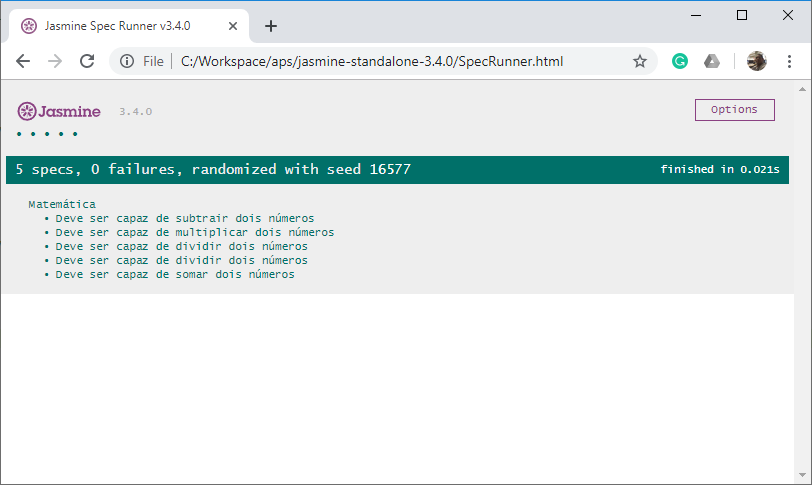 Jasmine Spec Runner v3.4.0
File C:/Workspace/aps/jasmine-standalone-3.4.0/SpecRunner.html
Jasmine 3.4.0 Options
• • • • •
5 specs, 0 failures, randomized with seed 16577 finished in 0.021s
Matemática
• Deve ser capaz de subtrair dois números
• Deve ser capaz de multiplicar dois números
• Deve ser capaz de dividir dois números
• Deve ser capaz de dividir dois números
• Deve ser capaz de somar dois números